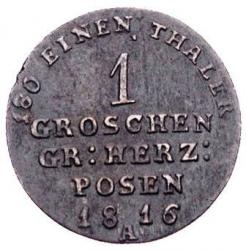 180 EINEN THALER
1
GROSCHEN
GR: HERZ:
POSEN
1816
A